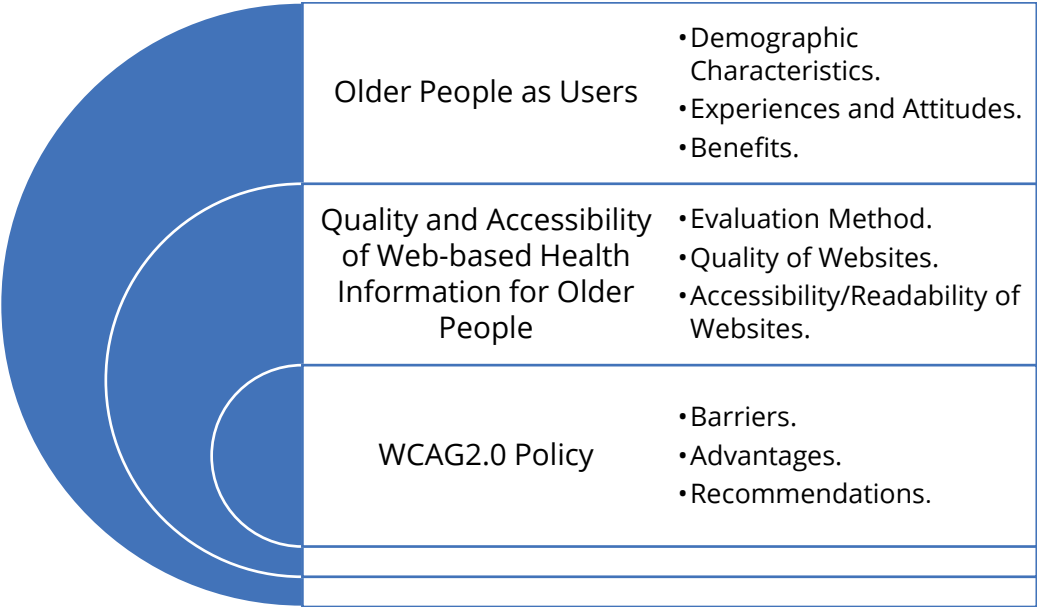 Older People as Users
•Demographic
Characteristics.
•Experiences and Attitudes.
•Benefits.
Quality and Accessibility
of Web-based Health
Information for Older
People
•Evaluation Method.
•Quality of Websites.
•Accessibility/Readability of
Websites.
WCAG2.0 Policy
•Barriers.
•Advantages.
•Recommendations.